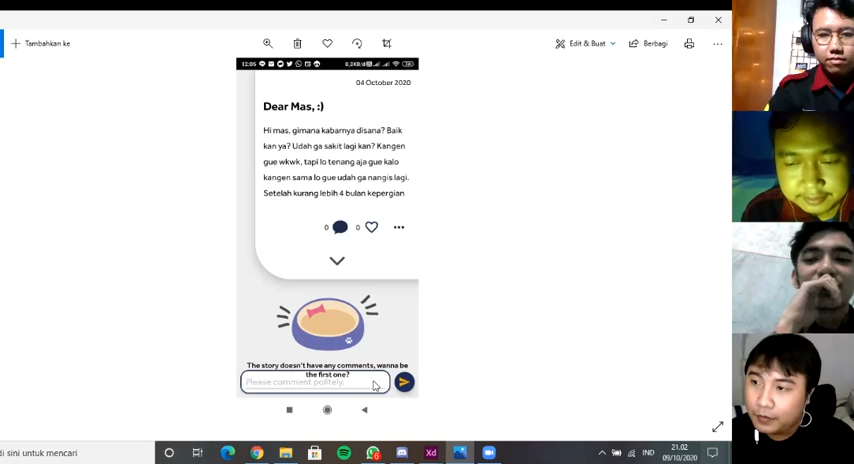 Tambahkan ke
Edit & Buat
Berbagi
12:05
04 October 2020
Dear Mas, :)
Hi mas, gimana kabarnya disana? Baik
kan ya? Udah ga sakit lagi kan? Kangen
gue wkwk, tapi lo tenang aja gue kalo
kangen sama lo gue udah ga nangis lagi.
Setelah kurang lebih 4 bulan kepergian
0 0
The story doesn't have any comments, wanna be
the first one?
Please comment politely.
di sini untuk mencari
Xd
6
IND
21.02
09/10/2020